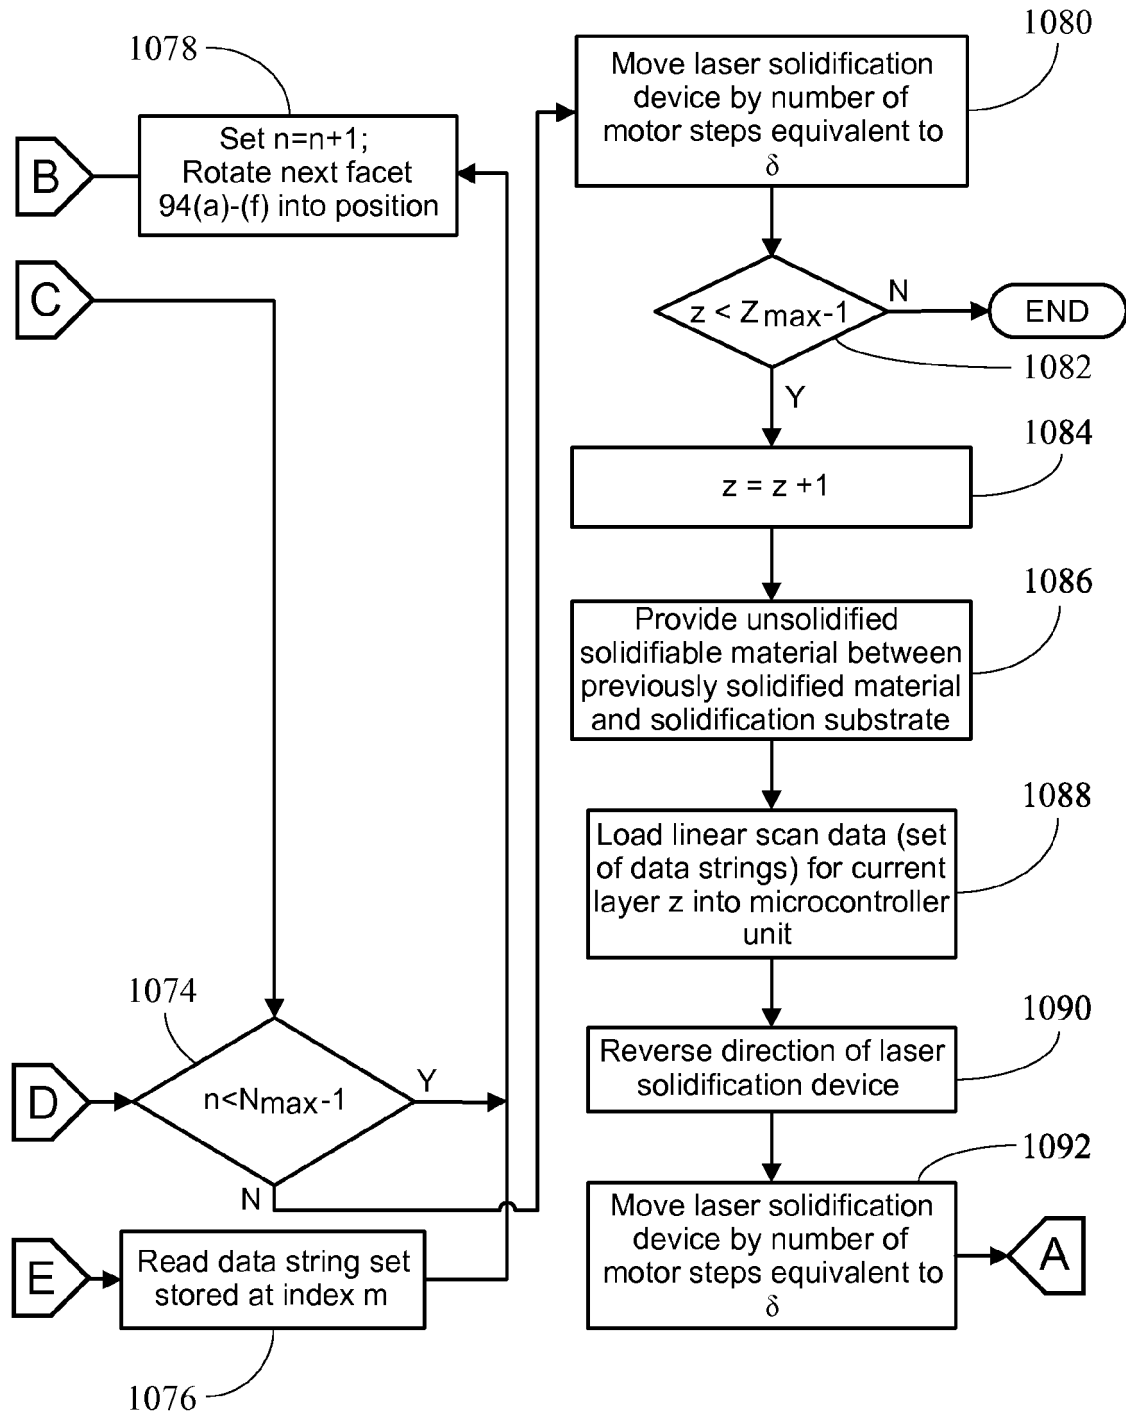 1078
Set n=n+1;
Rotate next facet
94(a)-(f) into position
B
C
1074
D
n<Nmax-1
Y
N
E
Read data string set
stored at index m
1076
1080
Move laser solidification
device by number of
motor steps equivalent to
δ
z < Zmax-1
N
END
1082
Y
1084
z = z +1
1086
Provide unsolidified
solidifiable material between
previously solidified material
and solidification substrate
1088
Load linear scan data (set
of data strings) for current
layer z into microcontroller
unit
1090
Reverse direction of laser
solidification device
1092
Move laser solidification
device by number of
motor steps equivalent to
δ
A